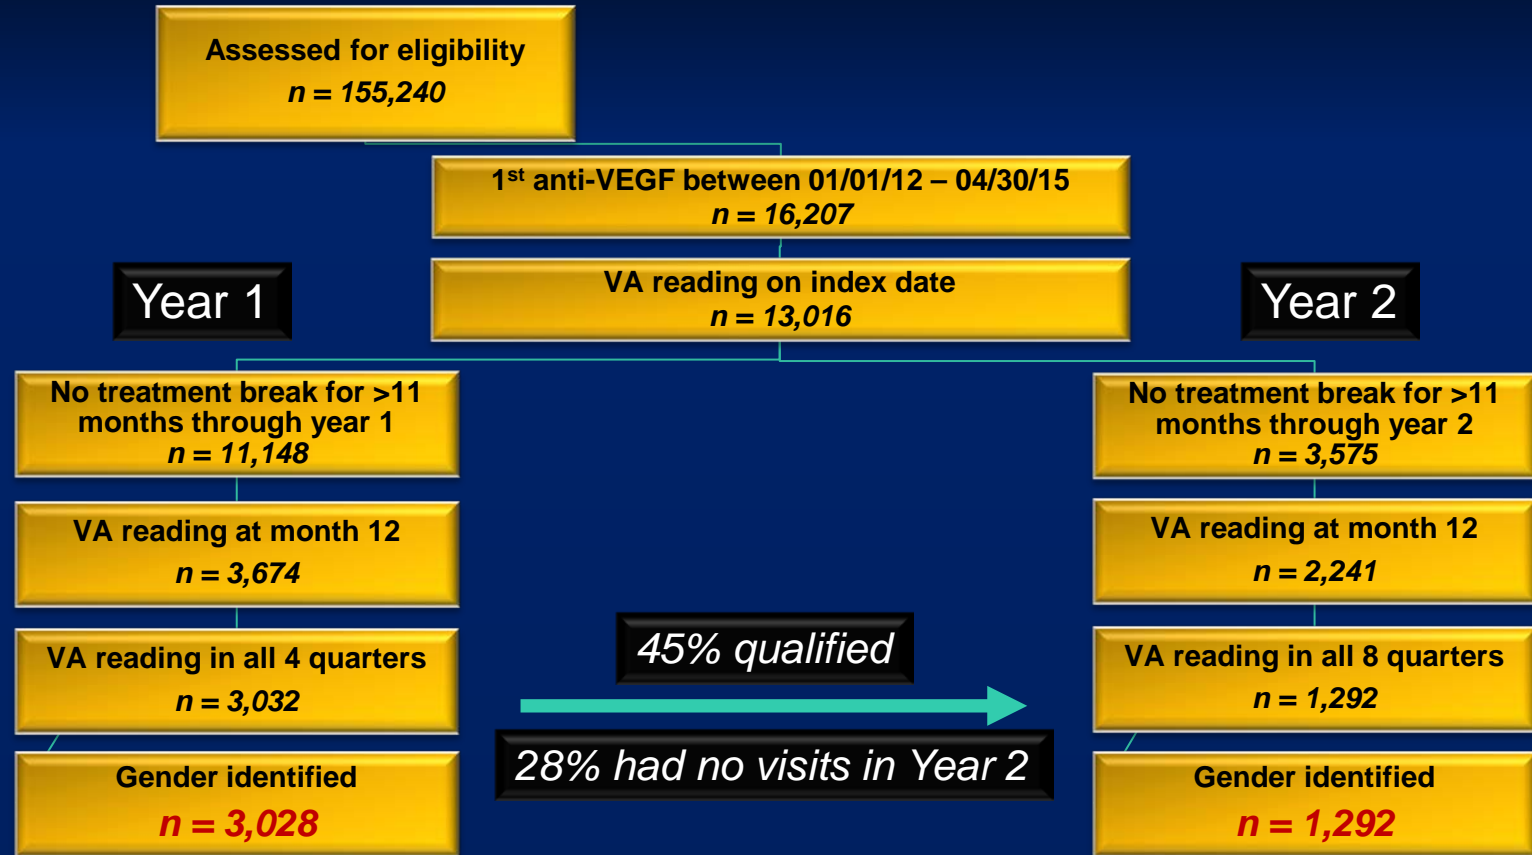 Assessed for eligibility
n = 155,240
1st anti-VEGF between 01/01/12 – 04/30/15
n = 16,207
VA reading on index date
n = 13,016
Year 1
No treatment break for >11
months through year 1
n = 11,148
VA reading at month 12
n = 3,674
VA reading in all 4 quarters
n = 3,032
Gender identified
n = 3,028
45% qualified
28% had no visits in Year 2
Year 2
No treatment break for >11
months through year 2
n = 3,575
VA reading at month 12
n = 2,241
VA reading in all 8 quarters
n = 1,292
Gender identified
n = 1,292